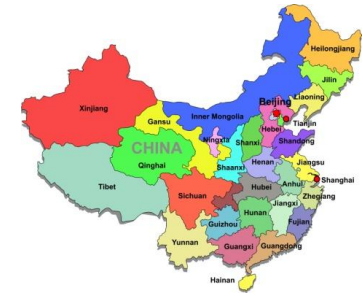 Heilongjiang
Jilin
Liaoning
Beijing
Tianjin
Hebei
Inner Mongolia
Xinjiang
Gansu
Ningxia
Shanxi
Shandong
CHINA
Qinghai
Shaanxi
Henan
Jiangsu
Tibet
Sichuan
Hubei
Anhui
Shanghai
Zhegiang
Hunan
Jiangxi
Guizhou
Fujian
Yunnan
Guangxi
Guangdong
Hainan